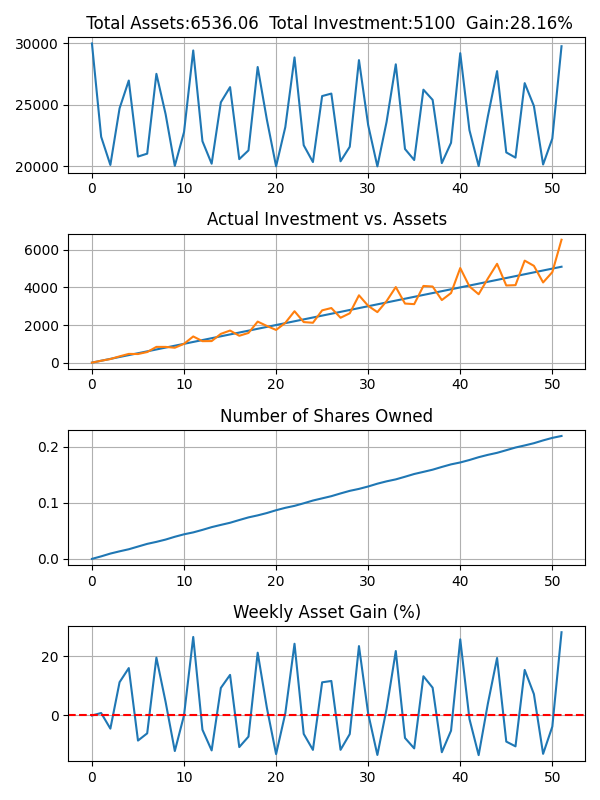 Total Assets:6536.06  Total Investment:5100  Gain:28.16%
30000
25000
20000
0 10 20 30 40 50
Actual Investment vs. Assets
6000
4000
2000
0
0 10 20 30 40 50
Number of Shares Owned
0.2
0.1
0.0
0 10 20 30 40 50
Weekly Asset Gain (%)
20
0
0 10 20 30 40 50